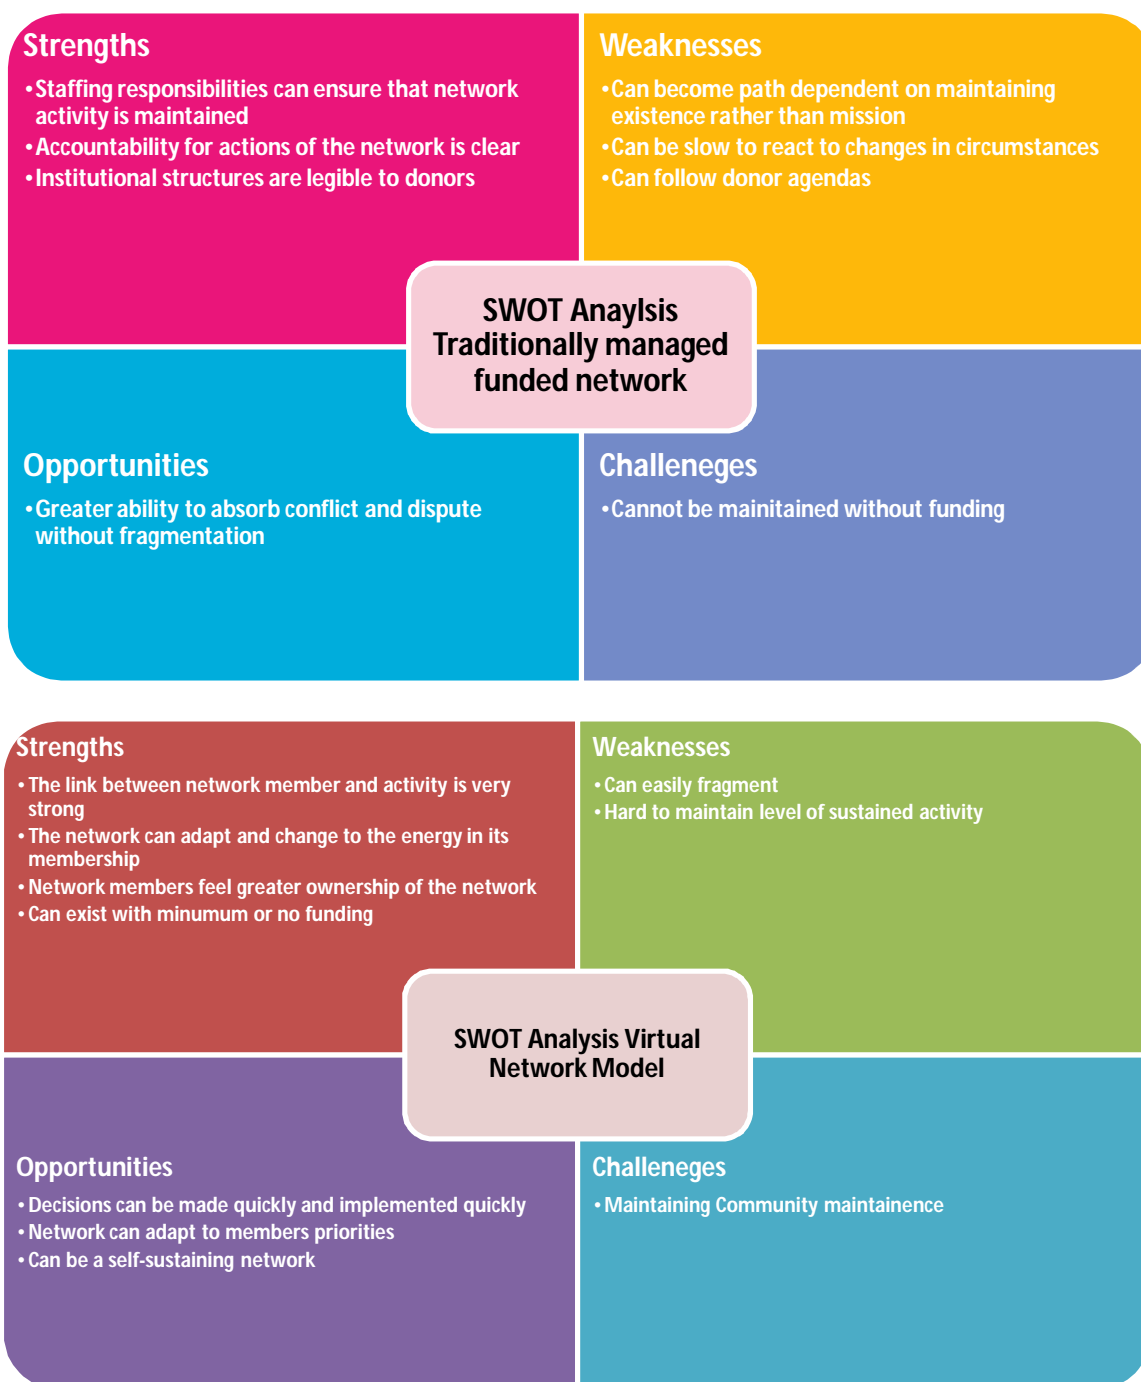 Strengths
•Staffing responsibilities can ensure that network
activity is maintained
•Accountability for actions of the network is clear
•Institutional structures are legible to donors
Weaknesses
•Can become path dependent on maintaining
existence rather than mission
•Can be slow to react to changes in circumstances
•Can follow donor agendas
SWOT Anaylsis
Traditionally managed
funded network
Opportunities
•Greater ability to absorb conflict and dispute
without fragmentation
Challeneges
•Cannot be mainitained without funding
Strengths
•The link between network member and activity is very
strong
•The network can adapt and change to the energy in its
membership
•Network members feel greater ownership of the network
•Can exist with minumum or no funding
Weaknesses
•Can easily fragment
•Hard to maintain level of sustained activity
SWOT Analysis Virtual
Network Model
Opportunities
•Decisions can be made quickly and implemented quickly
•Network can adapt to members priorities
•Can be a self-sustaining network
Challeneges
•Maintaining Community maintainence